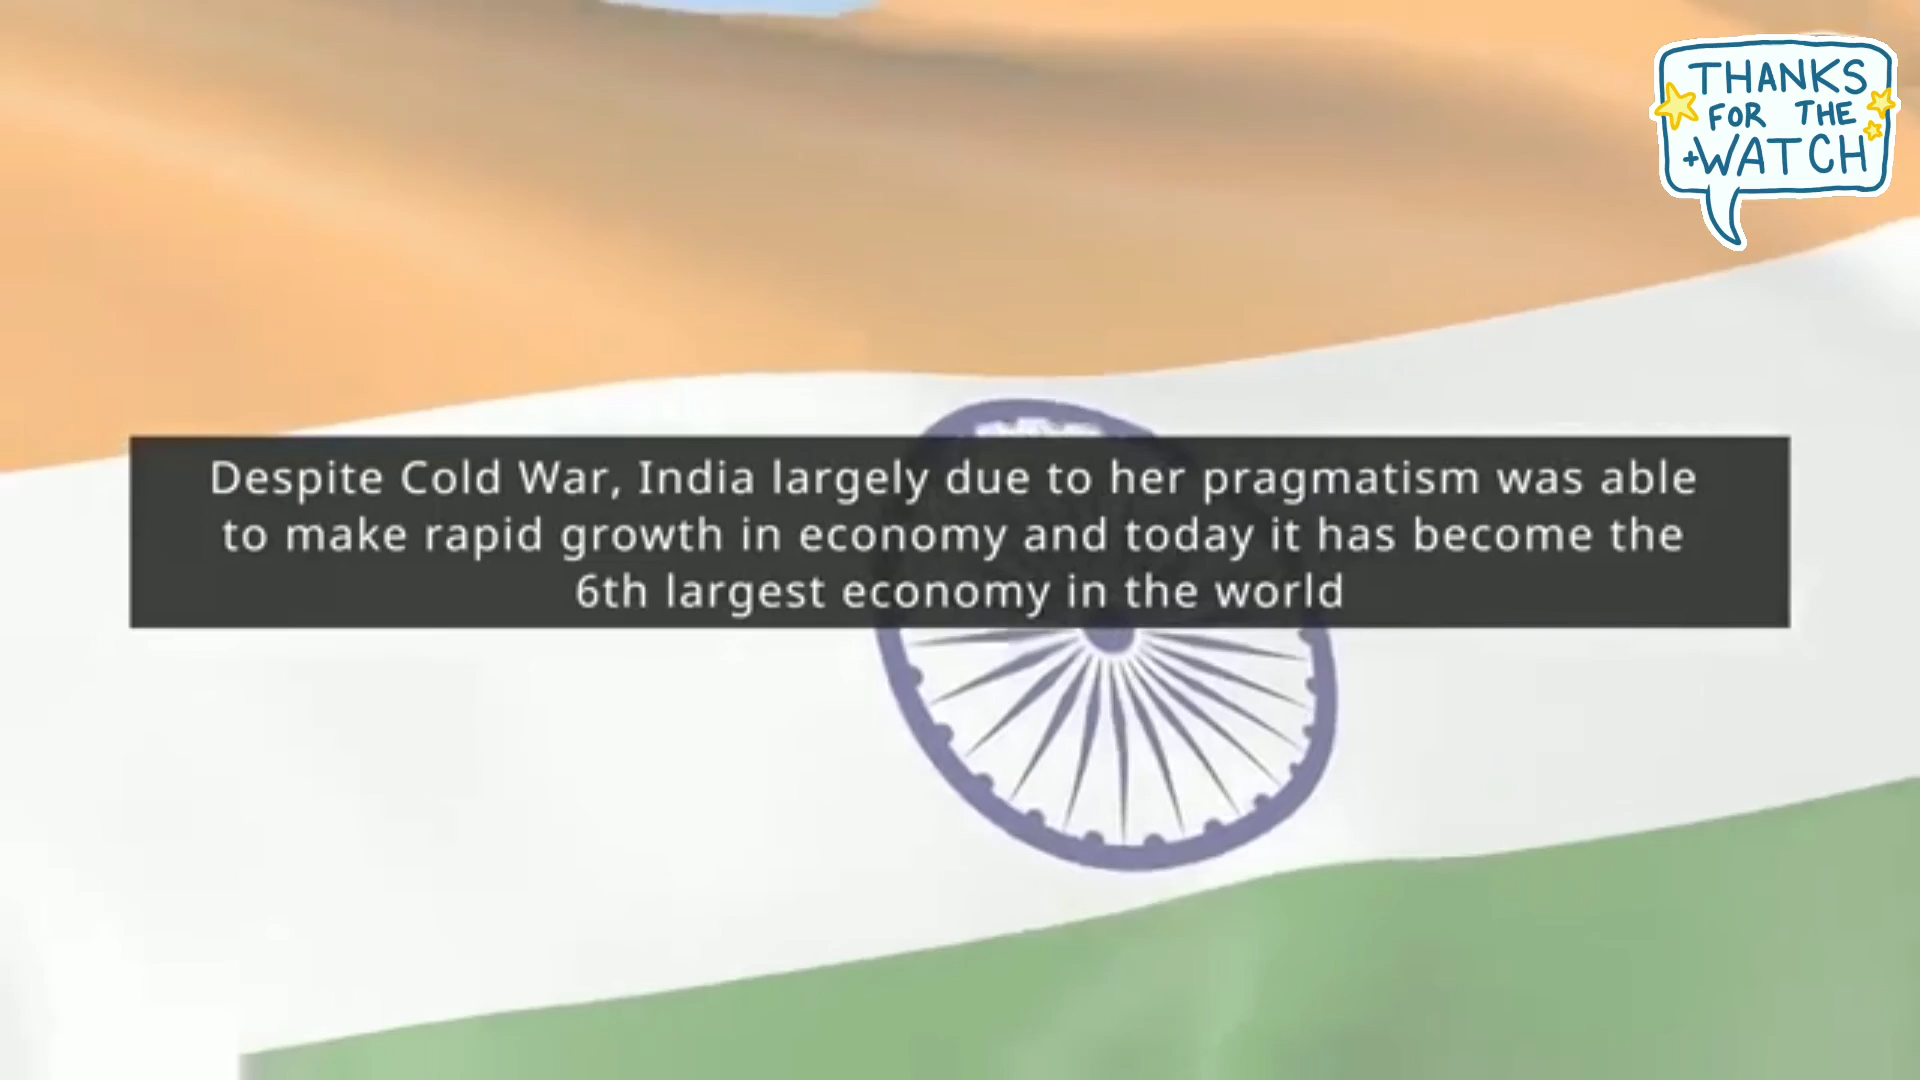 THANKS
FOR THE
WATCH
Despite Cold War, India largely due to her pragmatism was able
to make rapid growth in economy and today it has become the
6th largest economy in the world